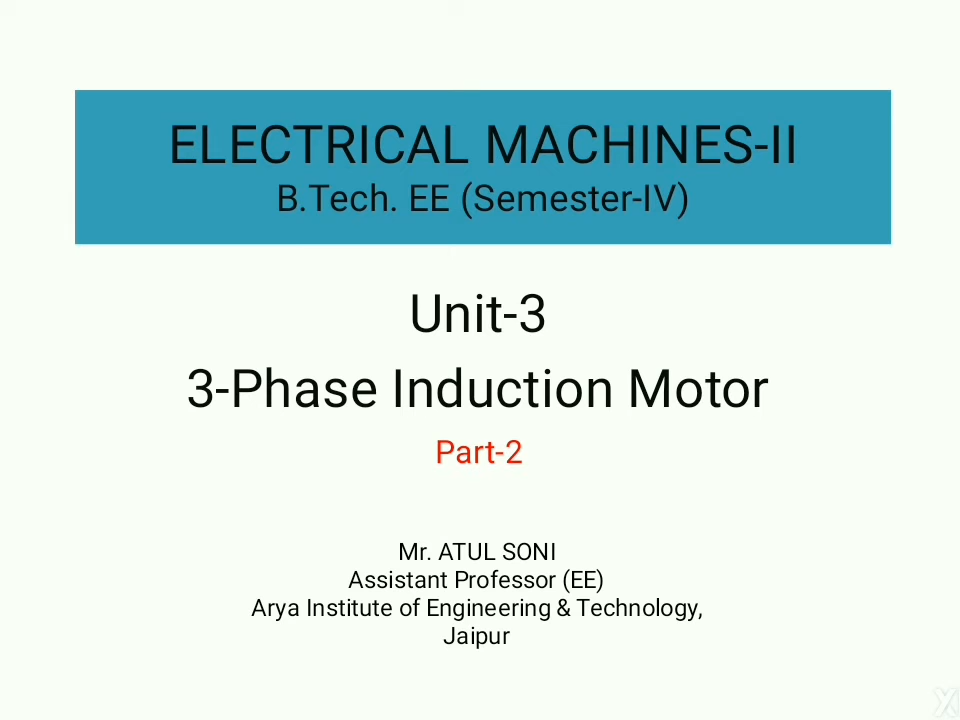 ELECTRICAL MACHINES-II
B.Tech. EE (Semester-IV)
Unit-3
3-Phase Induction Motor
Part-2
Mr. ATUL SONI
Assistant Professor (EE)
Arya Institute of Engineering & Technology,
Jaipur